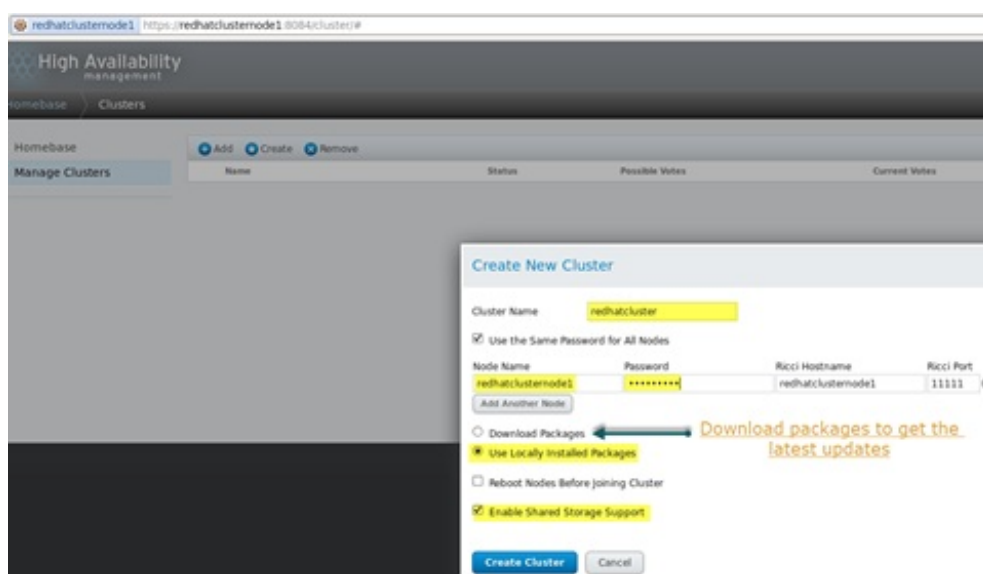 redhatclusternode1 https://redhatclusternode1:8084/cluster/#
High Availability
management
Homebase Clusters
Homebase
Manage Clusters
Add Create Remove
Name Status Possible Votes Current Votes
Create New Cluster
Cluster Name redhatcluster
Use the Same Password for All Nodes
Node Name Password Ricci Hostname Ricci Port
redhatclusternode1 ••••••••• redhatclusternode1 11111
Add Another Node
Download Packages
Download packages to get the
latest updates
Use Locally Installed Packages
Reboot Nodes Before Joining Cluster
Enable Shared Storage Support
Create Cluster Cancel